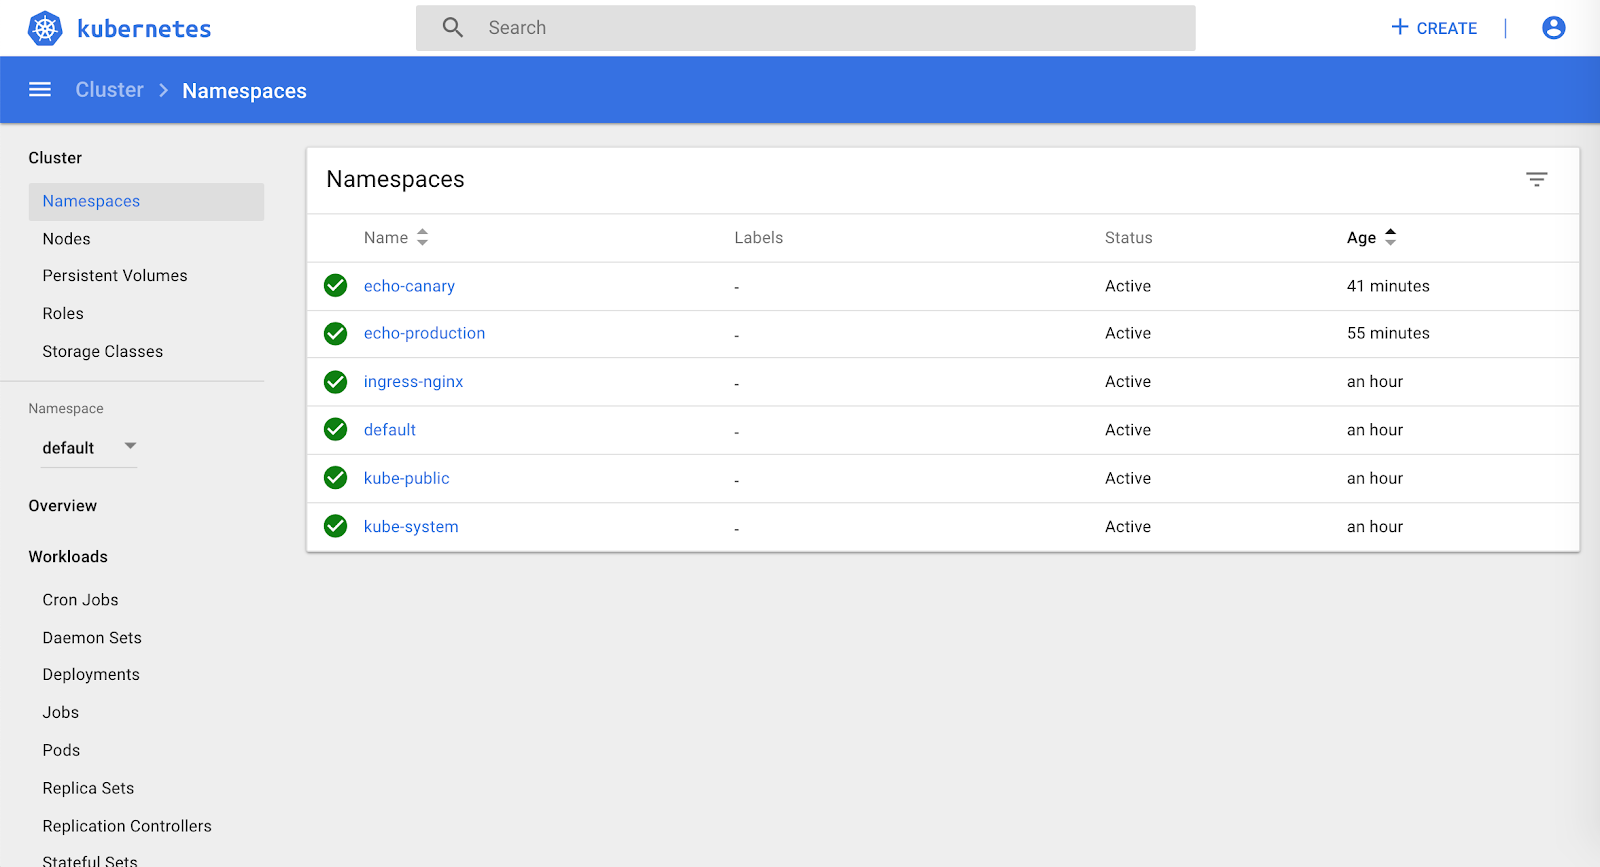 kubernetes
Search
CREATE
Cluster > Namespaces
Cluster
Namespaces
Nodes
Persistent Volumes
Roles
Storage Classes
Namespace
default
Overview
Workloads
Cron Jobs
Daemon Sets
Deployments
Jobs
Pods
Replica Sets
Replication Controllers
Stateful Sets
Namespaces
Name Labels Status Age
echo-canary - Active 41 minutes
echo-production - Active 55 minutes
ingress-nginx - Active an hour
default - Active an hour
kube-public - Active an hour
kube-system - Active an hour